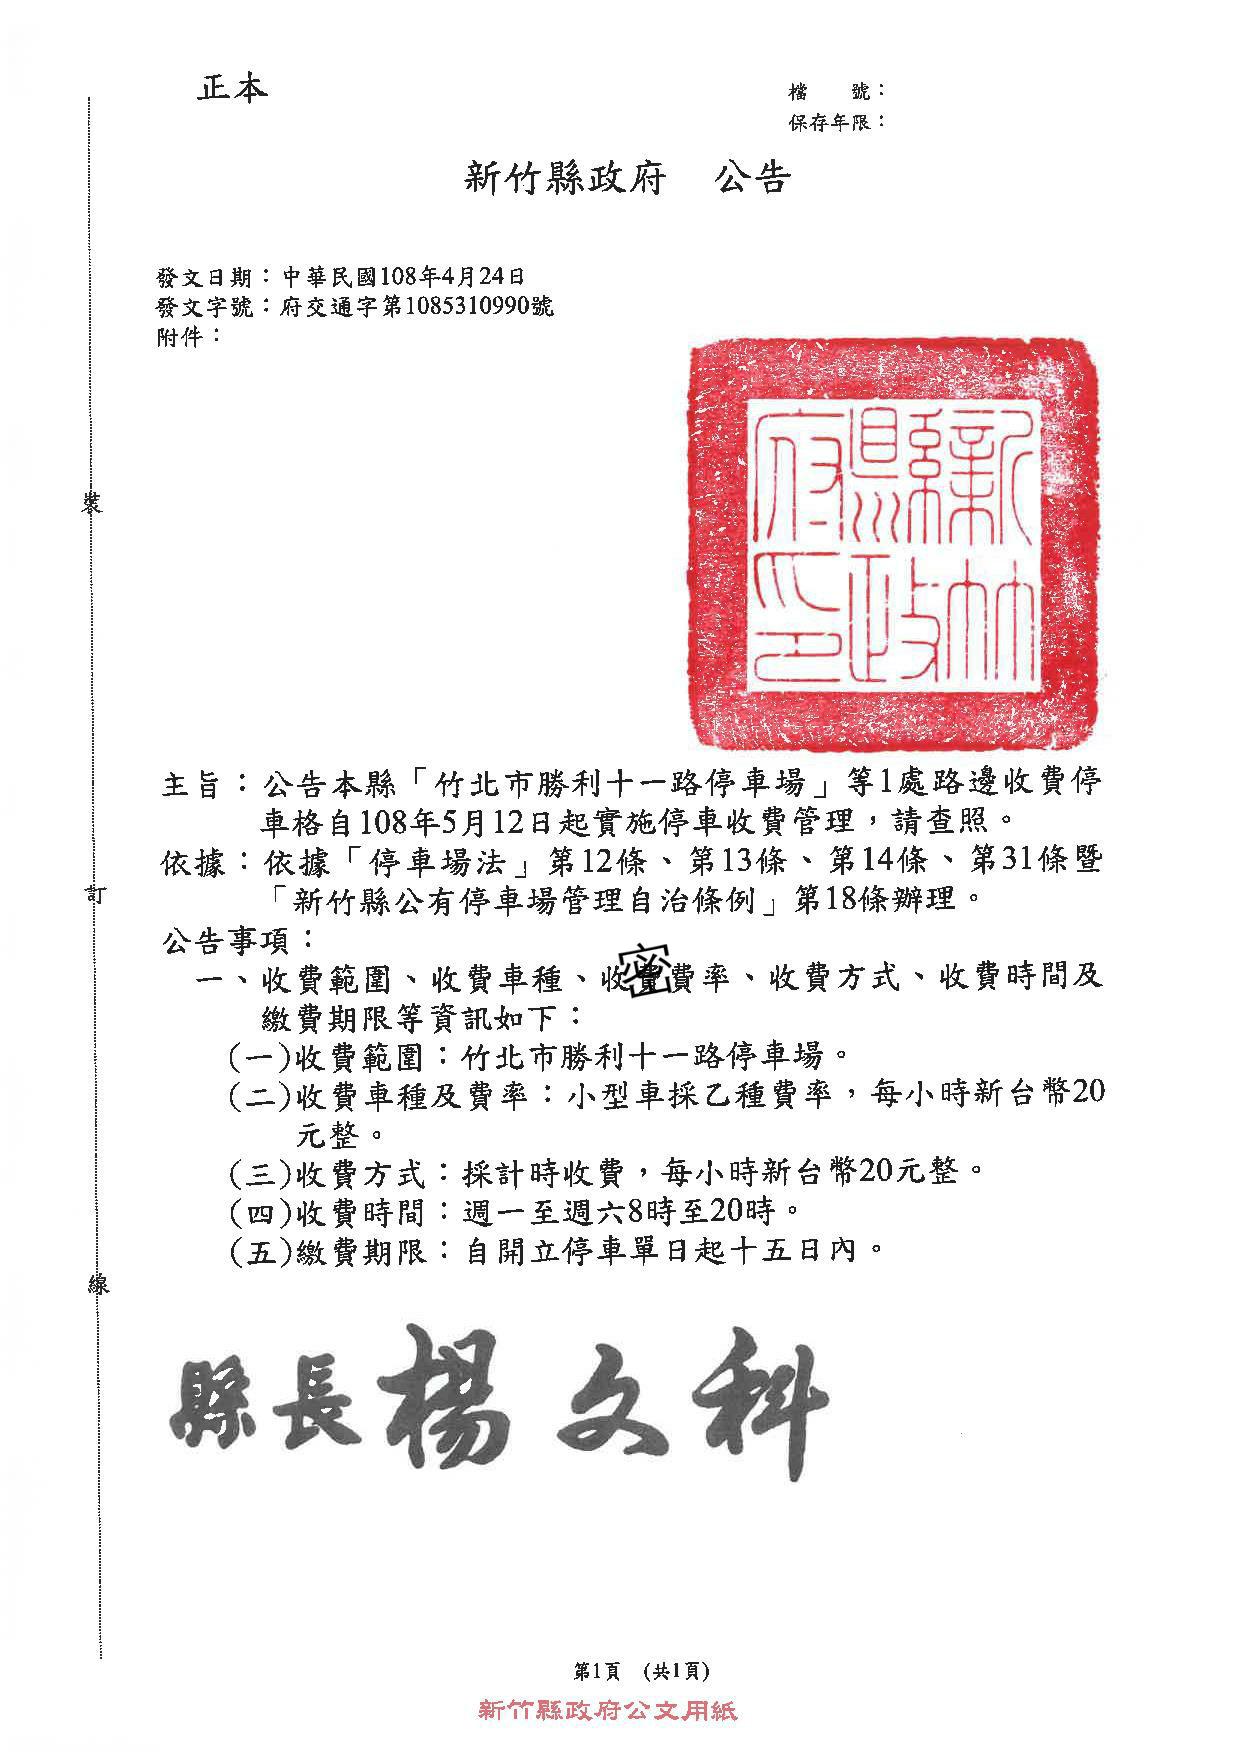 正本
檔　　號：
保存年限：
新竹縣政府　公告
發文日期：中華民國108年4月24日
發文字號：府交通字第1085310990號
附件：
新竹縣政府印
主旨：公告本縣「竹北市勝利十一路停車場」等1處路邊收費停
車格自108年5月12日起實施停車收費管理，請查照。
依據：依據「停車場法」第12條、第13條、第14條、第31條暨
「新竹縣公有停車場管理自治條例」第18條辦理。
公告事項：
一、收費範圍、收費車種、收費費率、收費方式、收費時間及
繳費期限等資訊如下：
(一)收費範圍：竹北市勝利十一路停車場。
(二)收費車種及費率：小型車採乙種費率，每小時新台幣20
元整。
(三)收費方式：採計時收費，每小時新台幣20元整。
(四)收費時間：週一至週六8時至20時。
(五)繳費期限：自開立停車單日起十五日內。
密
縣長楊文科
裝
訂
線
第1頁　(共1頁)
新竹縣政府公文用紙